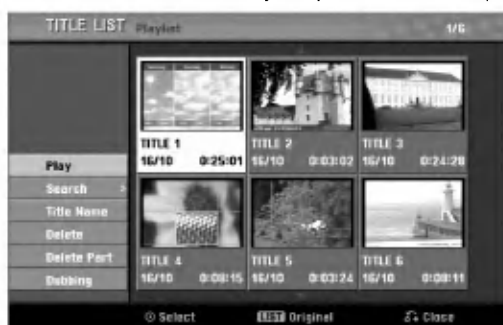 TITLE LIST Playlist 1/6
TITLE 1
16/10 0:25:01
TITLE 2
16/10 0:03:02
TITLE 3
16/10 0:24:28
Play
Search >
Title Name
Delete
Delete Part
Dubbing
TITLE 4
16/10 0:08:15
TITLE 5
16/10 0:03:24
TITLE 6
16/10 0:08:11
Select LIST Original Close